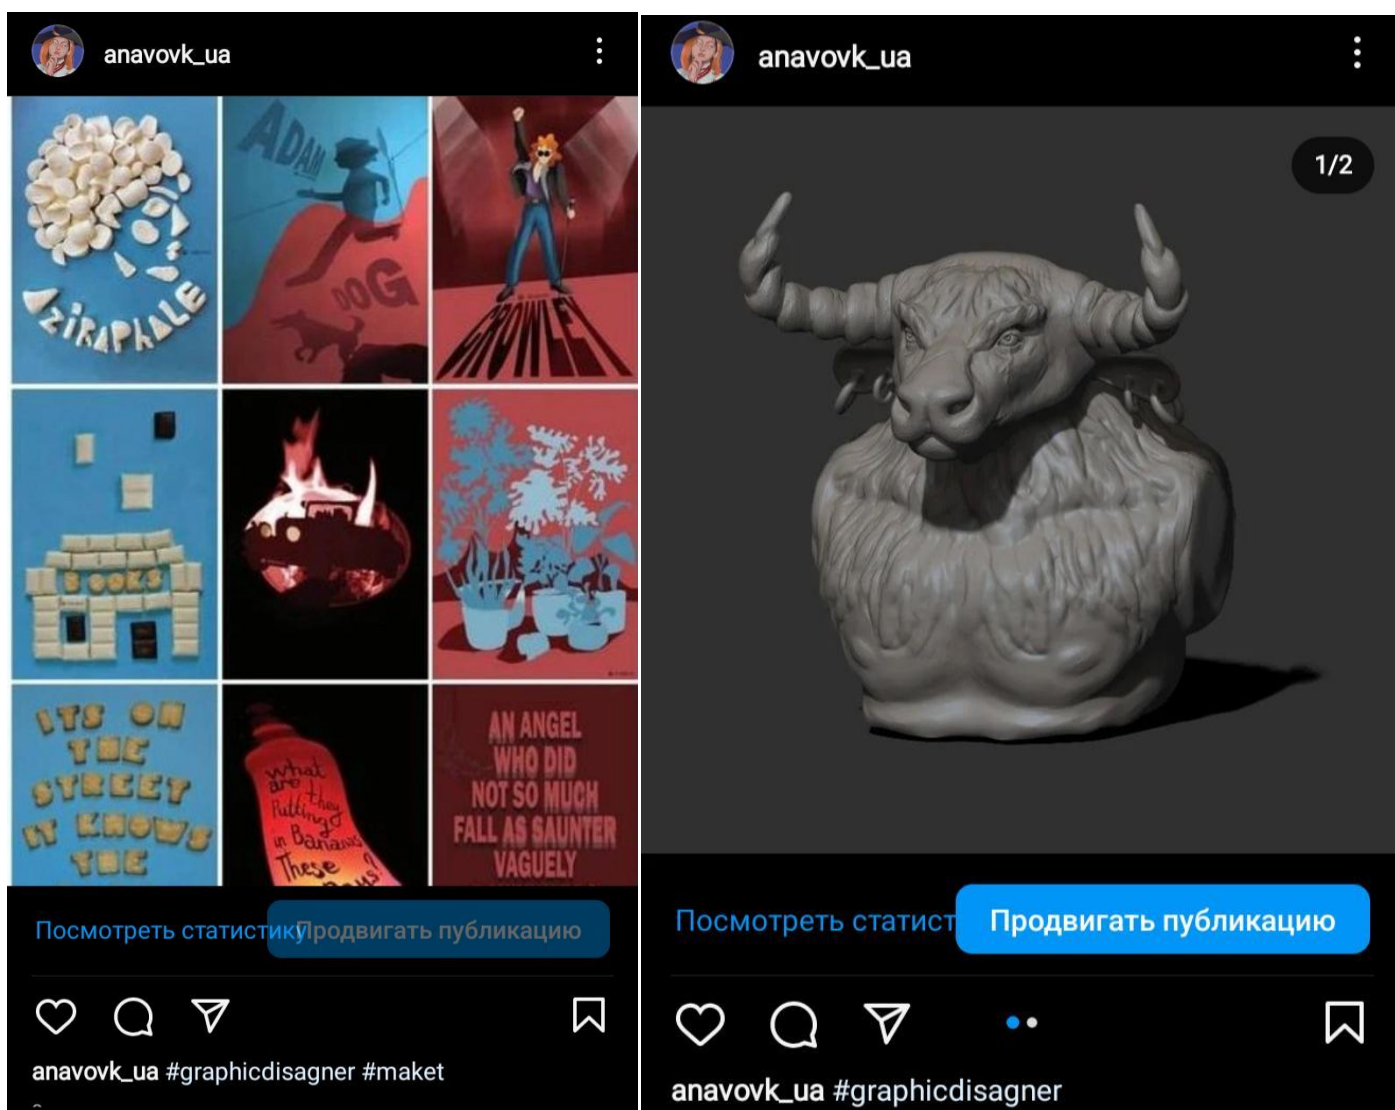 anavovk_ua
AZIRAPHALE
ADAM
DOG
CROWLEY
BOOKS
ITS ON
THE
STREET
IT KNOWS
THE
What
are they
Putting
in Bananas
These
Days?
AN ANGEL
WHO DID
NOT SO MUCH
FALL AS SAUNTER
VAGUELY
Посмотреть статистику
Продвигать публикацию
anavovk_ua #graphicdisagner #maket
anavovk_ua
1/2
Посмотреть статист
Продвигать публикацию
anavovk_ua #graphicdisagner